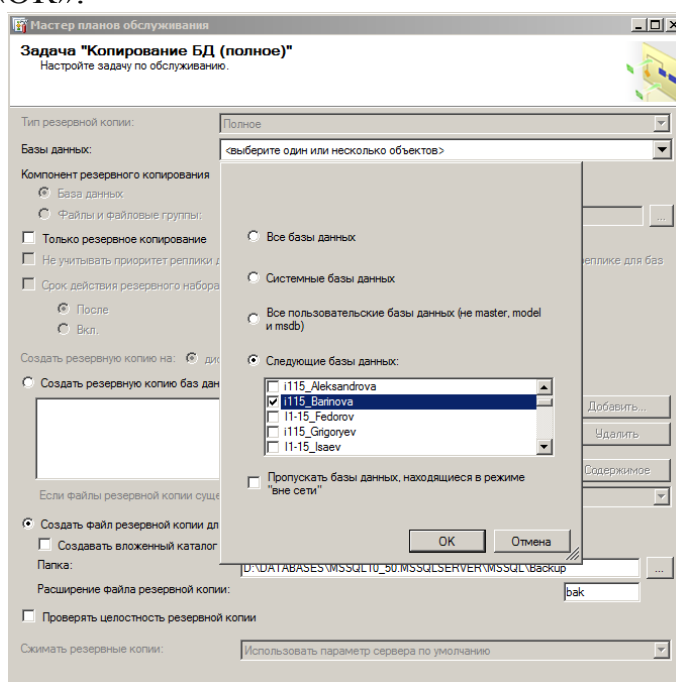 «OK»:
Мастер планов обслуживания
Задача "Копирование БД (полное)"
Настройте задачу по обслуживанию.
Тип резервной копии:
Полное
Базы данных:
<выберите один или несколько объектов>
Компонент резервного копирования
База данных
Файлы и файловые группы:
...
Только резервное копирование
Не учитывать приоритет реплики
реплике для баз
Срок действия резервного набора
После
Вкл.
Создать резервную копию на:
Создать резервную копию баз дан
Добавить...
Удалить
Содержимое
Если файлы резервной копии суще
Создать файл резервной копии дл
Создавать вложенный каталог
Папка:
D:\DATABASES\MSSQL10_50.MSSQLSERVER\MSSQL\Backup
...
Расширение файла резервной копии:
bak
Проверять целостность резервной копии
Сжимать резервные копии:
Использовать параметр сервера по умолчанию
Все базы данных
Системные базы данных
Все пользовательские базы данных (не master, model
и msdb)
Следующие базы данных:
i115_Aleksandrova
i115_Barinova
I1-15_Fedorov
i115_Grigoryev
I1-15_Isaev
Пропускать базы данных, находящиеся в режиме
"вне сети"
OK
Отмена